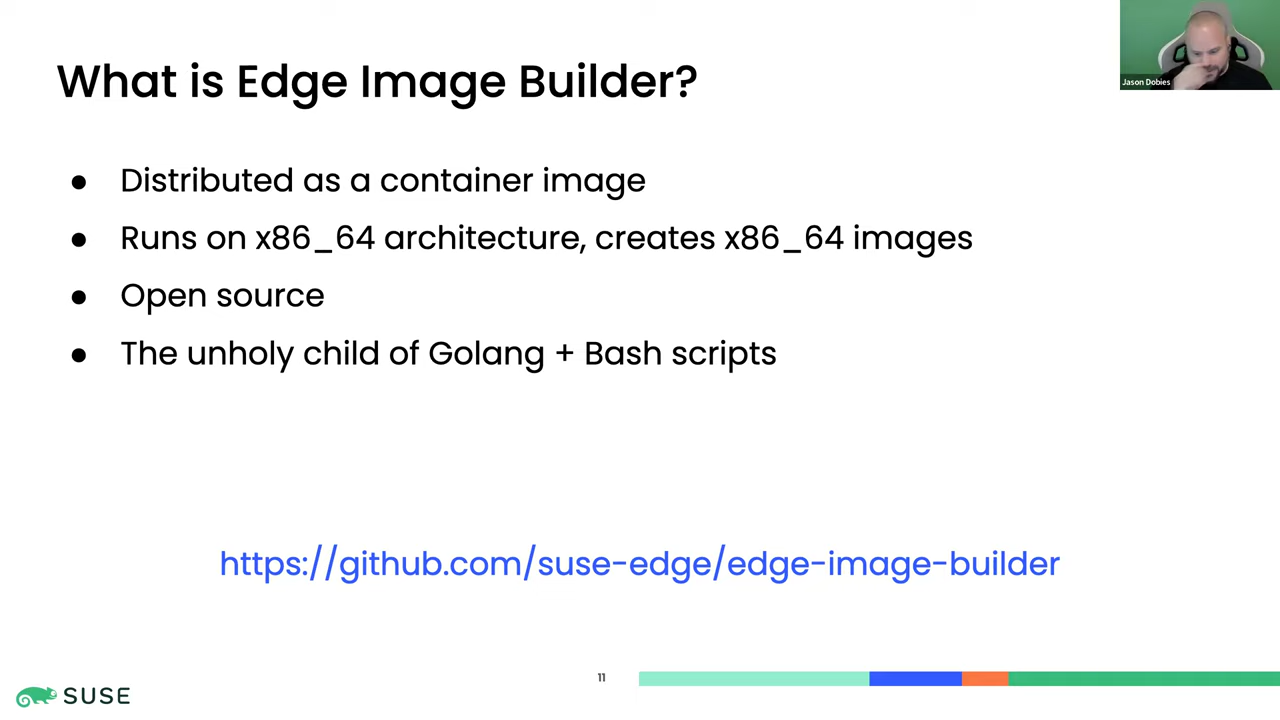 What is Edge Image Builder?
Jason Dobies
● Distributed as a container image
● Runs on x86_64 architecture, creates x86_64 images
● Open source
● The unholy child of Golang + Bash scripts
https://github.com/suse-edge/edge-image-builder
11
SUSE